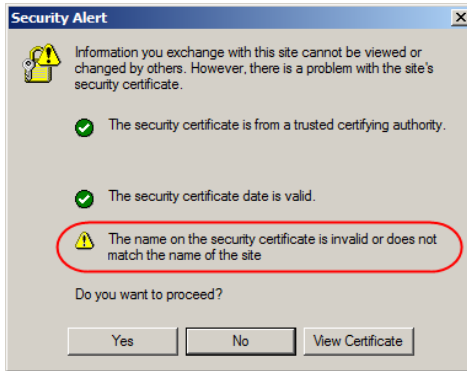 Security Alert
Information you exchange with this site cannot be viewed or
changed by others. However, there is a problem with the site's
security certificate.
The security certificate is from a trusted certifying authority.
The security certificate date is valid.
The name on the security certificate is invalid or does not
match the name of the site
Do you want to proceed?
Yes No View Certificate